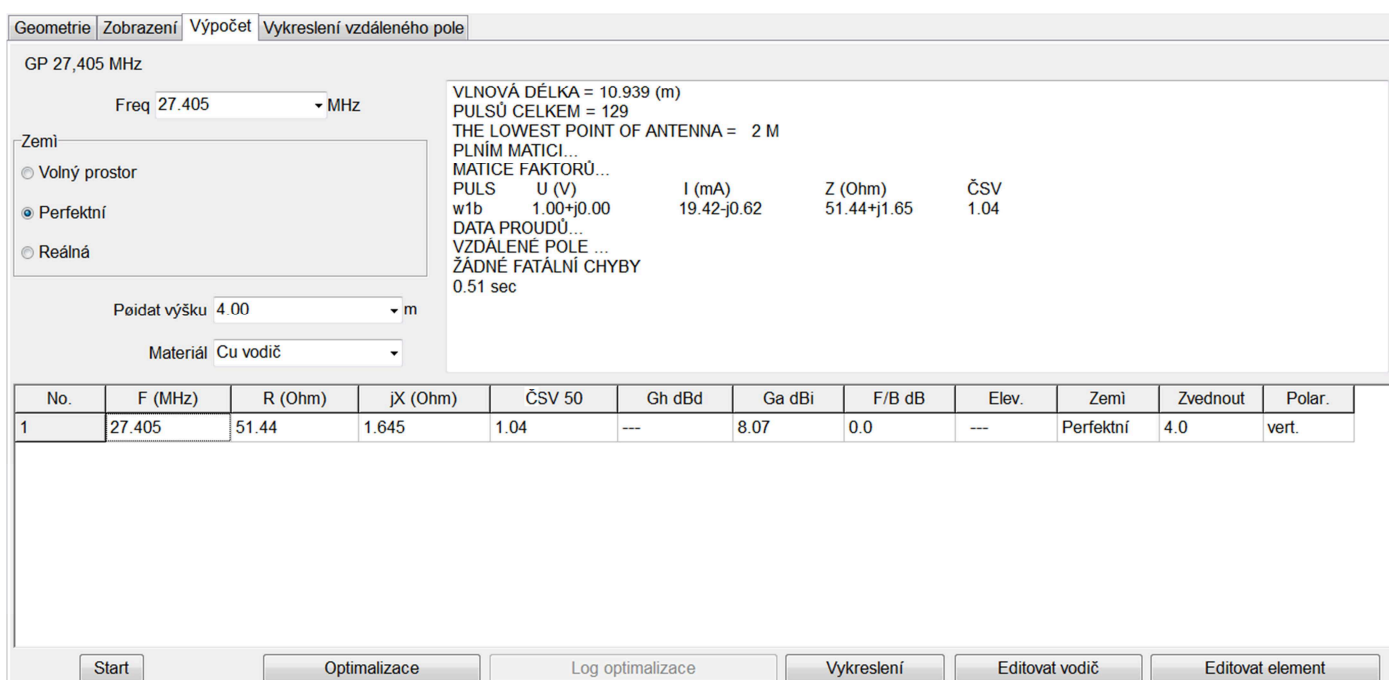 Geometrie Zobrazení Výpočet Vykreslení vzdáleného pole
GP 27,405 MHz
Freq 27.405 MHz
Zemì
Volný prostor
Perfektní
Reálná
Pøidat výšku 4.00 m
Materiál Cu vodič
VLNOVÁ DÉLKA = 10.939 (m)
PULSŮ CELKEM = 129
THE LOWEST POINT OF ANTENNA = 2 M
PLNÍM MATICI...
MATICE FAKTORŮ...
PULS U (V) I (mA) Z (Ohm) ČSV
w1b 1.00+j0.00 19.42-j0.62 51.44+j1.65 1.04
DATA PROUDŮ...
VZDÁLENÉ POLE ...
ŽÁDNÉ FATÁLNÍ CHYBY
0.51 sec
No. F (MHz) R (Ohm) jX (Ohm) ČSV 50 Gh dBd Ga dBi F/B dB Elev. Zemì Zvednout Polar.
1 27.405 51.44 1.645 1.04 --- 8.07 0.0 --- Perfektní 4.0 vert.
Start Optimalizace Log optimalizace Vykreslení Editovat vodič Editovat element